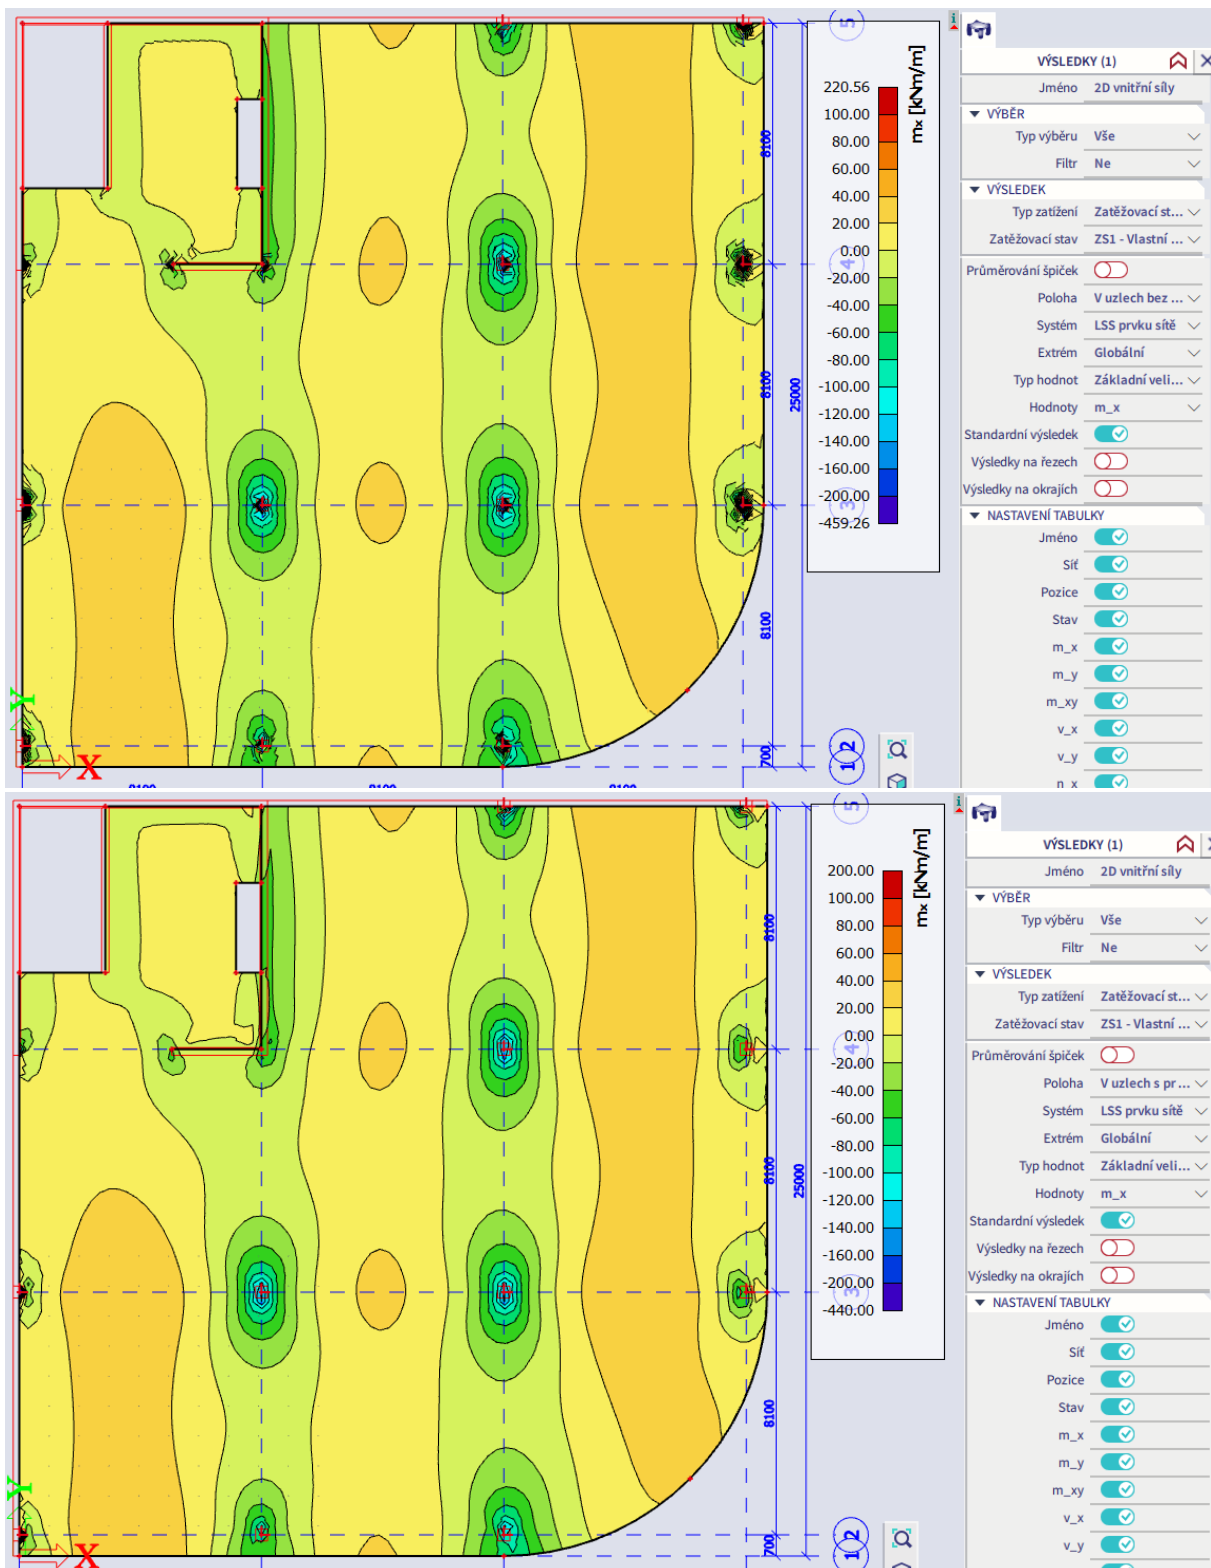 5
mx [kNm/m]
220.56
100.00
80.00
60.00
40.00
20.00
0.00
-20.00
-40.00
-60.00
-80.00
-100.00
-120.00
-140.00
-160.00
-200.00
-459.26
8100
4
8100
25000
3
8100
2
700
1
Y
X
8100
8100
8100
VÝSLEDKY (1)
Jméno 2D vnitřní síly
VÝBĚR
Typ výběru Vše
Filtr Ne
VÝSLEDEK
Typ zatížení Zatěžovací st...
Zatěžovací stav ZS1 - Vlastní ...
Průměrování špiček
Poloha V uzlech bez ...
Systém LSS prvku sítě
Extrém Globální
Typ hodnot Základní veli...
Hodnoty m_x
Standardní výsledek
Výsledky na řezech
Výsledky na okrajích
NASTAVENÍ TABULKY
Jméno
Síť
Pozice
Stav
m_x
m_y
m_xy
v_x
v_y
n_x
5
mx [kNm/m]
200.00
100.00
80.00
60.00
40.00
20.00
0.00
-20.00
-40.00
-60.00
-80.00
-100.00
-120.00
-140.00
-160.00
-200.00
-440.00
8100
4
8100
25000
3
8100
2
700
1
Y
X
VÝSLEDKY (1)
Jméno 2D vnitřní síly
VÝBĚR
Typ výběru Vše
Filtr Ne
VÝSLEDEK
Typ zatížení Zatěžovací st...
Zatěžovací stav ZS1 - Vlastní ...
Průměrování špiček
Poloha V uzlech s pr...
Systém LSS prvku sítě
Extrém Globální
Typ hodnot Základní veli...
Hodnoty m_x
Standardní výsledek
Výsledky na řezech
Výsledky na okrajích
NASTAVENÍ TABULKY
Jméno
Síť
Pozice
Stav
m_x
m_y
m_xy
v_x
v_y